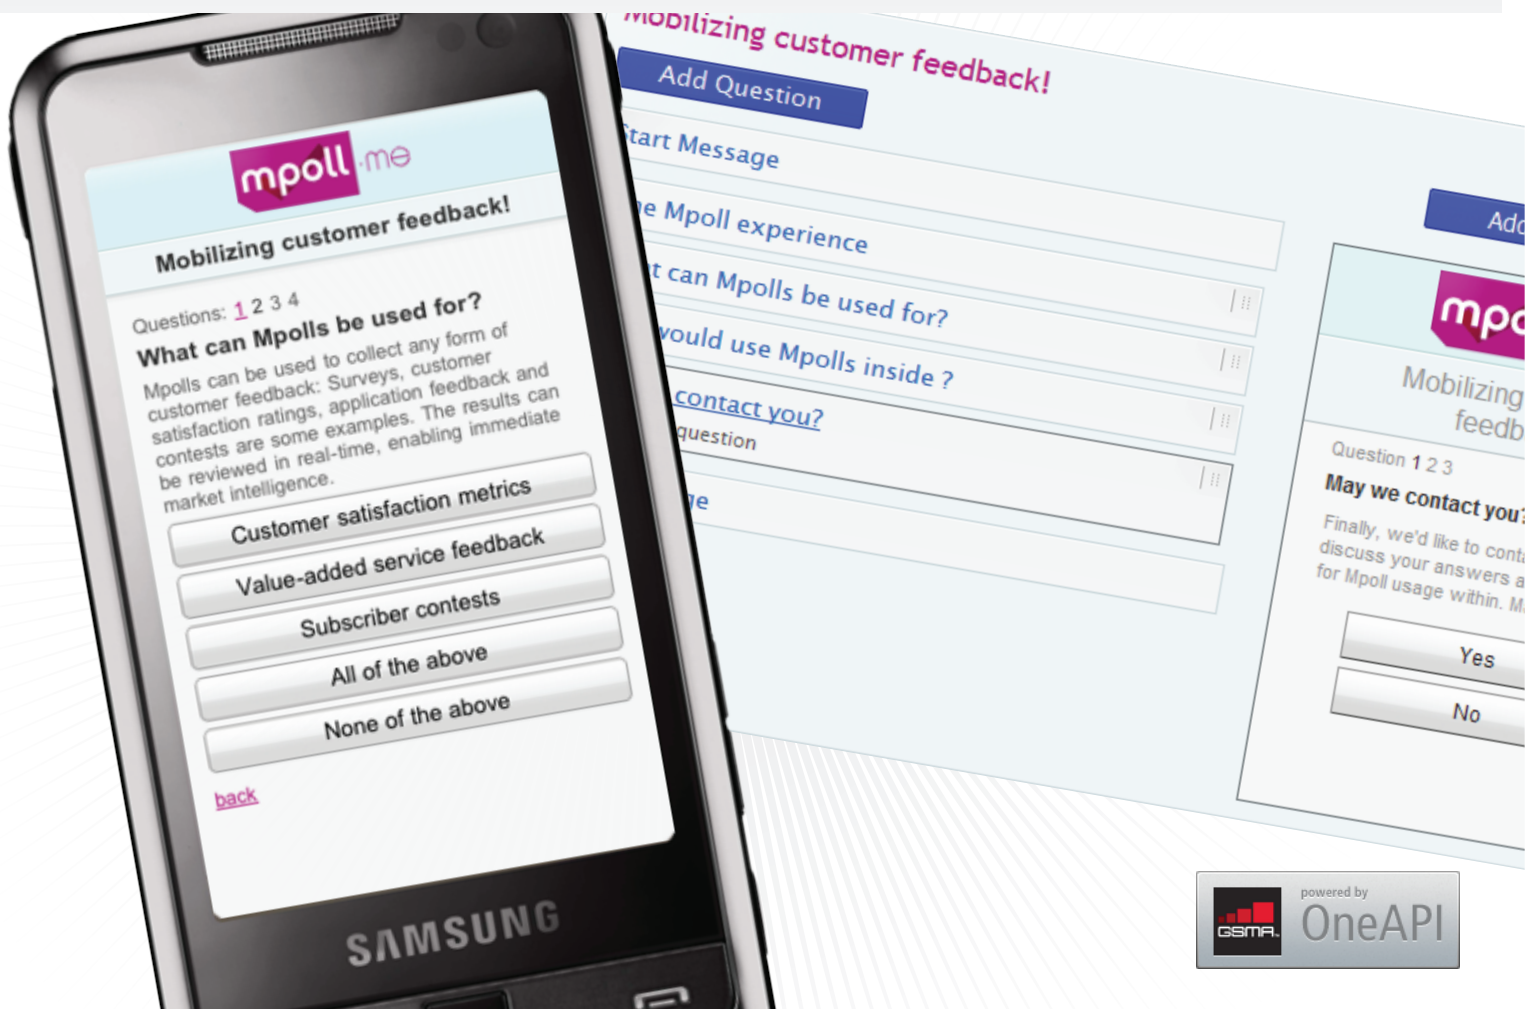 mpoll.me
Mobilizing customer feedback!
Questions: 1 2 3 4
What can Mpolls be used for?
Mpolls can be used to collect any form of
customer feedback: Surveys, customer
satisfaction ratings, application feedback and
contests are some examples. The results can
be reviewed in real-time, enabling immediate
market intelligence.
Customer satisfaction metrics
Value-added service feedback
Subscriber contests
All of the above
None of the above
back
SAMSUNG
Mobilizing customer feedback!
Add Question
Start Message
Mpoll experience
can Mpolls be used for?
would use Mpolls inside ?
contact you?
question
Mobilizing
Question 1 2 3
May we contact you?
Finally, we'd like to
discuss your answers
for Mpoll usage within.
Yes
No
powered by
GSMA™
OneAPI